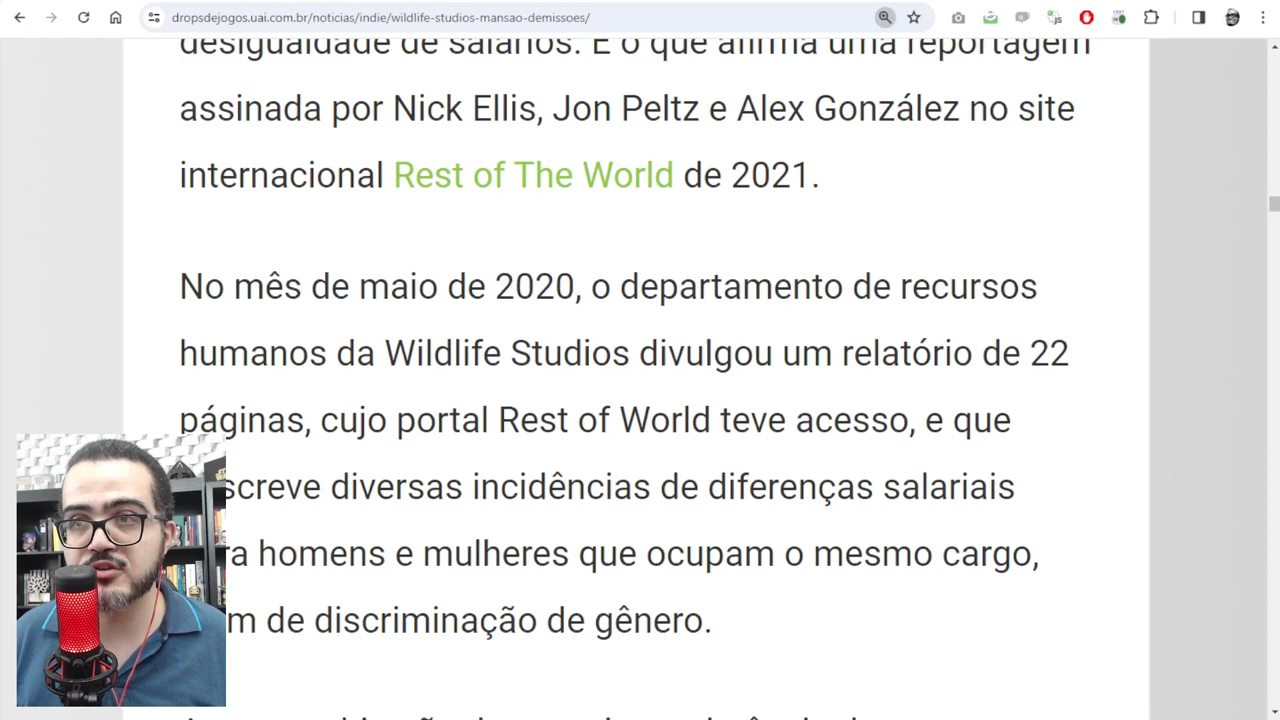 dropsdejogos.uai.com.br/noticias/indie/wildlife-studios-mansao-demissoes/
desigualdade de salários. É o que afirma uma reportagem
assinada por Nick Ellis, Jon Peltz e Alex González no site
internacional Rest of The World de 2021.
No mês de maio de 2020, o departamento de recursos
humanos da Wildlife Studios divulgou um relatório de 22
páginas, cujo portal Rest of World teve acesso, e que
screve diversas incidências de diferenças salariais
a homens e mulheres que ocupam o mesmo cargo,
m de discriminação de gênero.